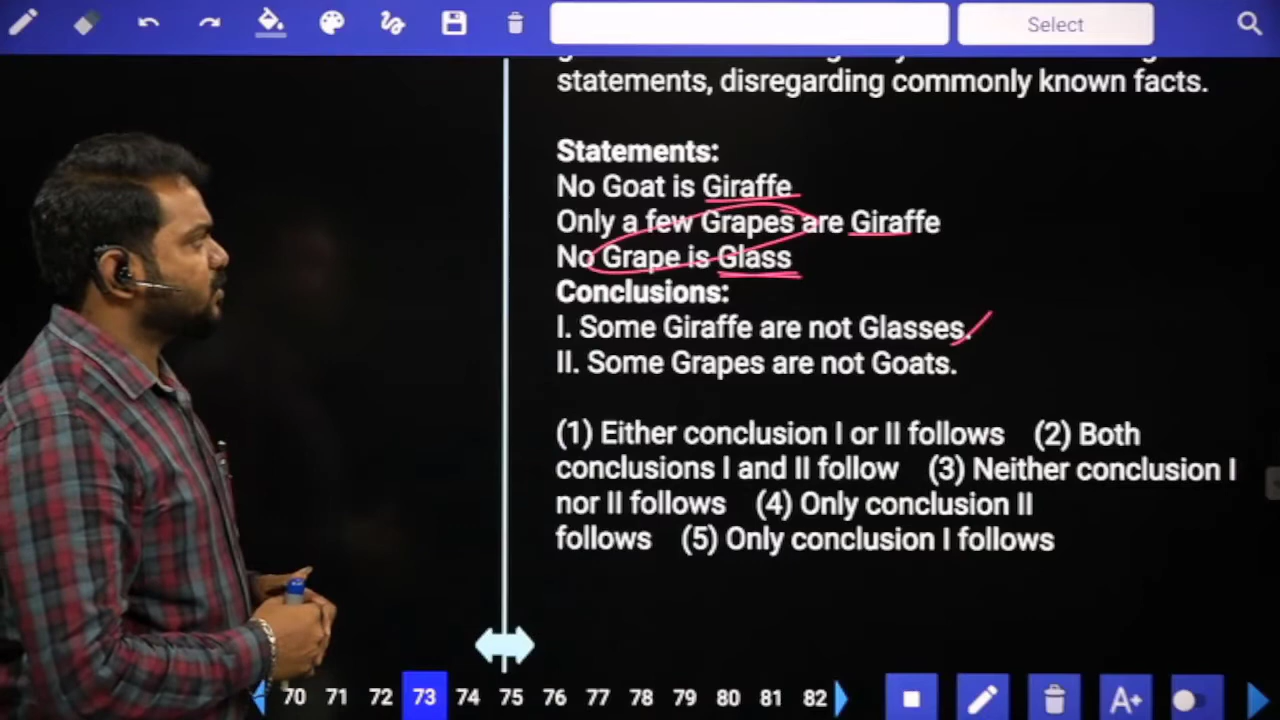 Select
statements, disregarding commonly known facts.
Statements:
No Goat is Giraffe
Only a few Grapes are Giraffe
No Grape is Glass
Conclusions:
I. Some Giraffe are not Glasses.
II. Some Grapes are not Goats.
(1) Either conclusion I or II follows (2) Both
conclusions I and II follow (3) Neither conclusion I
nor II follows (4) Only conclusion II
follows (5) Only conclusion I follows
70 71 72 73 74 75 76 77 78 79 80 81 82
A+